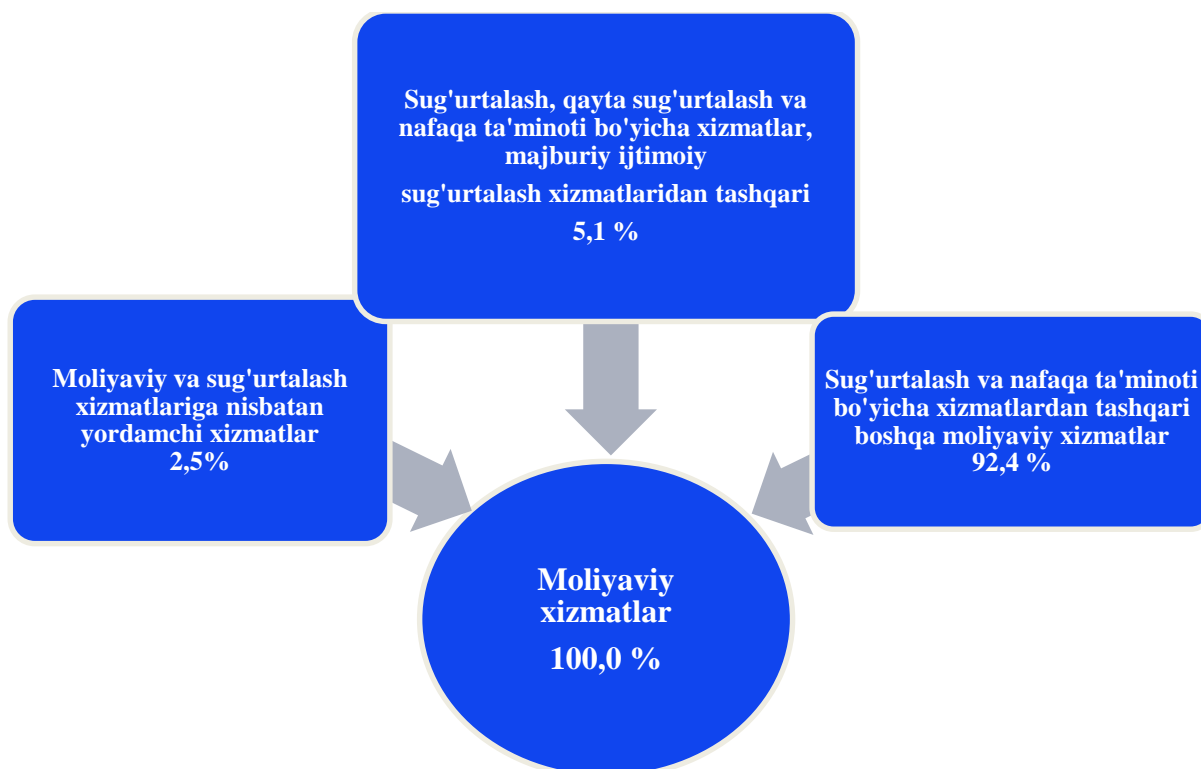 Sug'urtalash, qayta sug'urtalash va
nafaqa ta'minoti bo'yicha xizmatlar,
majburiy ijtimoiy
sug'urtalash xizmatlaridan tashqari
5,1 %
Moliyaviy va sug'urtalash
xizmatlariga nisbatan
yordamchi xizmatlar
2,5%
Sug'urtalash va nafaqa ta'minoti
bo'yicha xizmatlardan tashqari
boshqa moliyaviy xizmatlar
92,4 %
Moliyaviy
xizmatlar
100,0 %